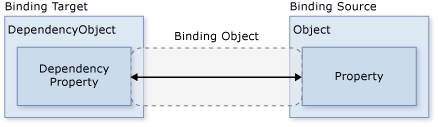 Binding Target
DependencyObject
Dependency
Property
Binding Object
Binding Source
Object
Property